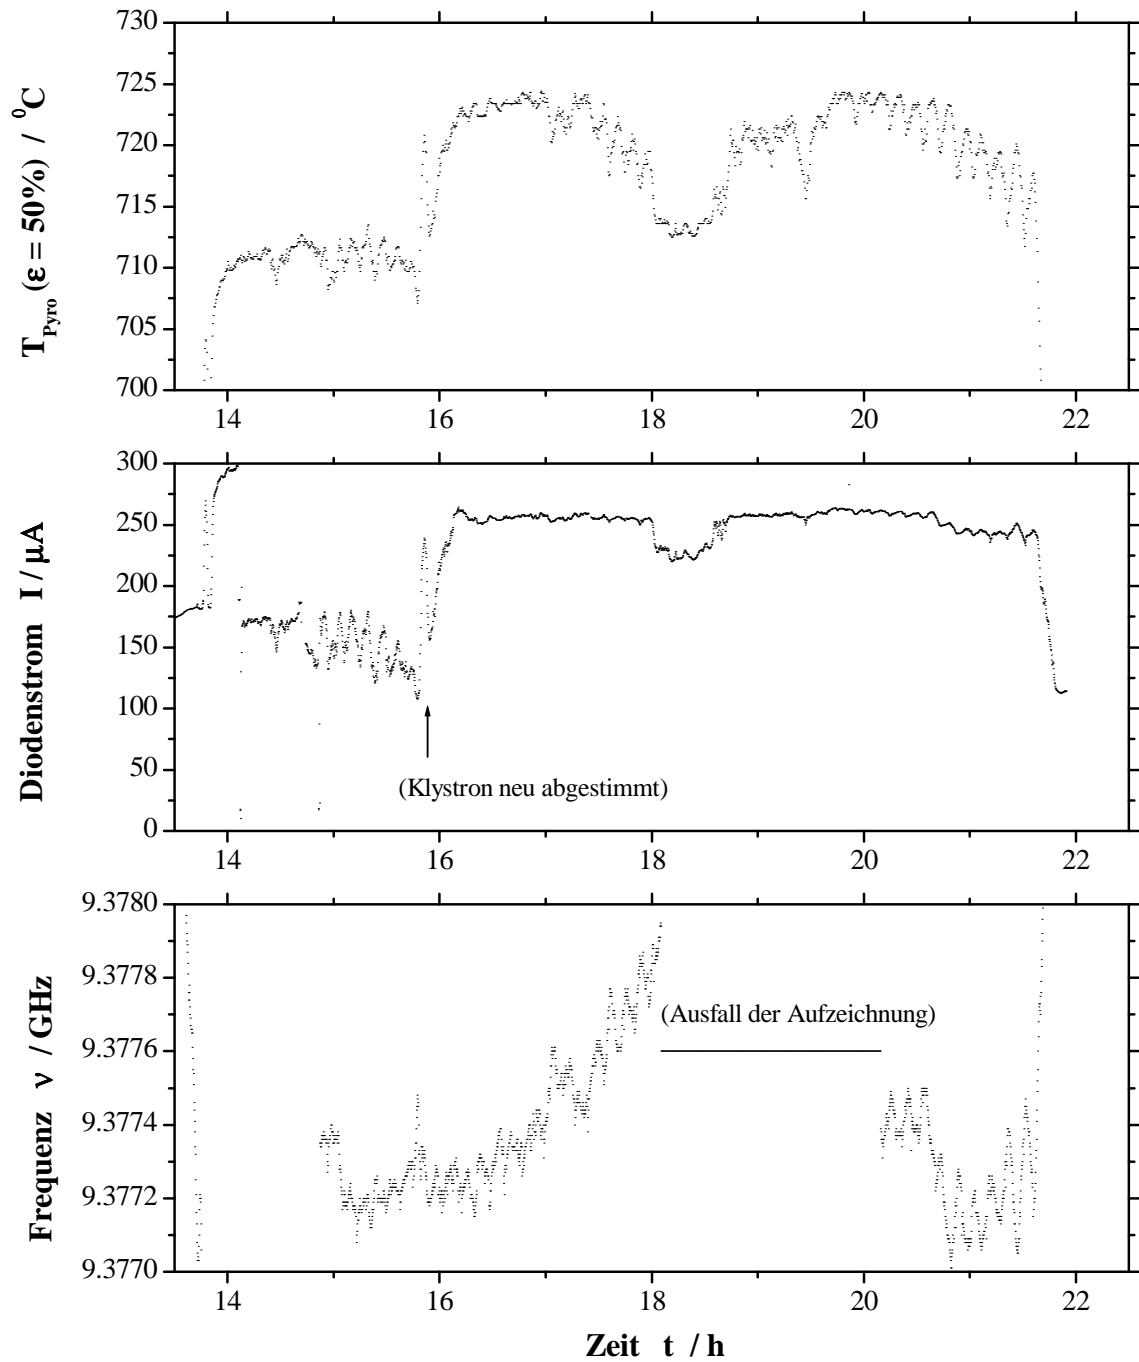 730
725
720
715
710
705
700
T_Pyro (ε = 50%) / ⁰C
14 16 18 20 22
300
250
200
150
100
50
0
Diodenstrom I / μA
(Klystron neu abgestimmt)
14 16 18 20 22
9.3780
9.3778
9.3776
9.3774
9.3772
9.3770
Frequenz ν / GHz
(Ausfall der Aufzeichnung)
14 16 18 20 22
Zeit t / h